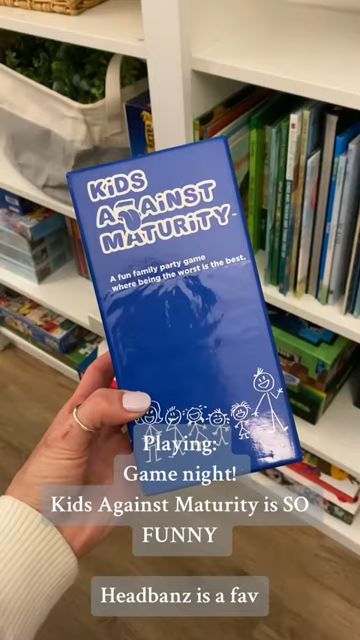 KiDS
AGAiNST
MATURiTY
A fun family party game
where being the worst is the best.
Playing:
Game night!
Kids Against Maturity is SO
FUNNY
Headbanz is a fav